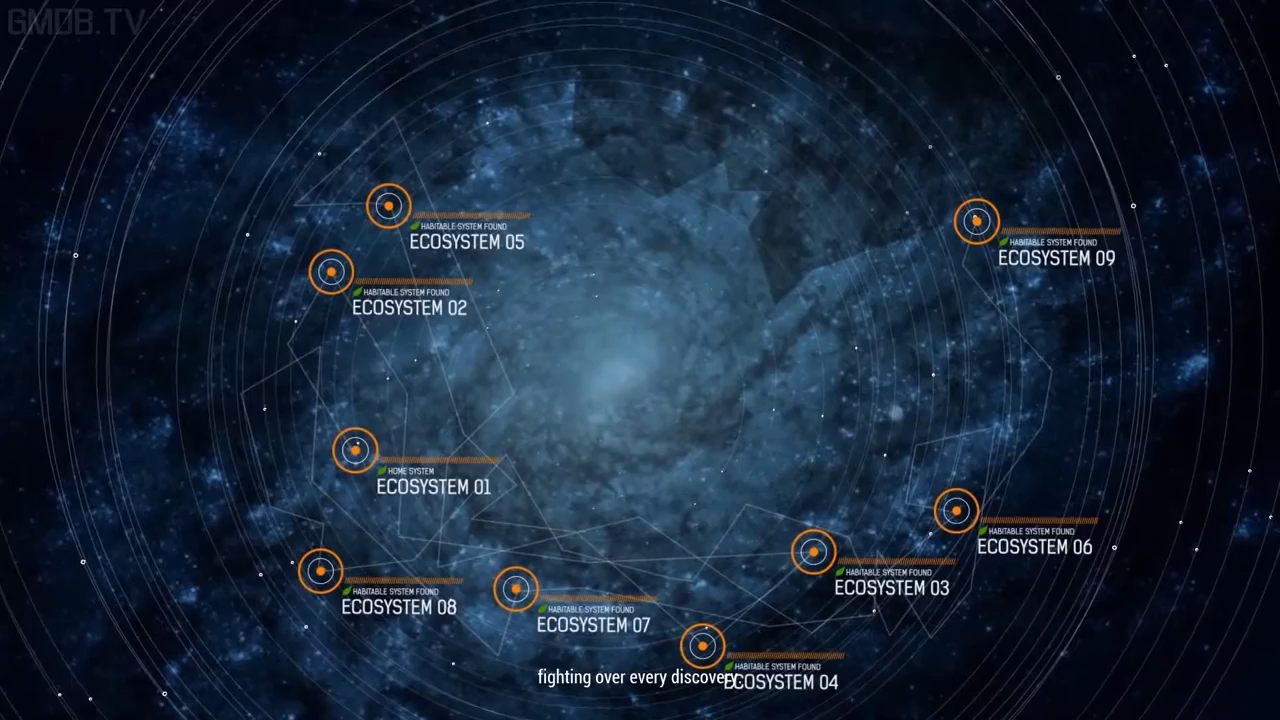 GMDB.TV
HABITABLE SYSTEM FOUND
ECOSYSTEM 05
HABITABLE SYSTEM FOUND
ECOSYSTEM 09
HABITABLE SYSTEM FOUND
ECOSYSTEM 02
HOME SYSTEM
ECOSYSTEM 01
HABITABLE SYSTEM FOUND
ECOSYSTEM 06
HABITABLE SYSTEM FOUND
ECOSYSTEM 03
HABITABLE SYSTEM FOUND
ECOSYSTEM 08
HABITABLE SYSTEM FOUND
ECOSYSTEM 07
HABITABLE SYSTEM FOUND
ECOSYSTEM 04
fighting over every discovery.